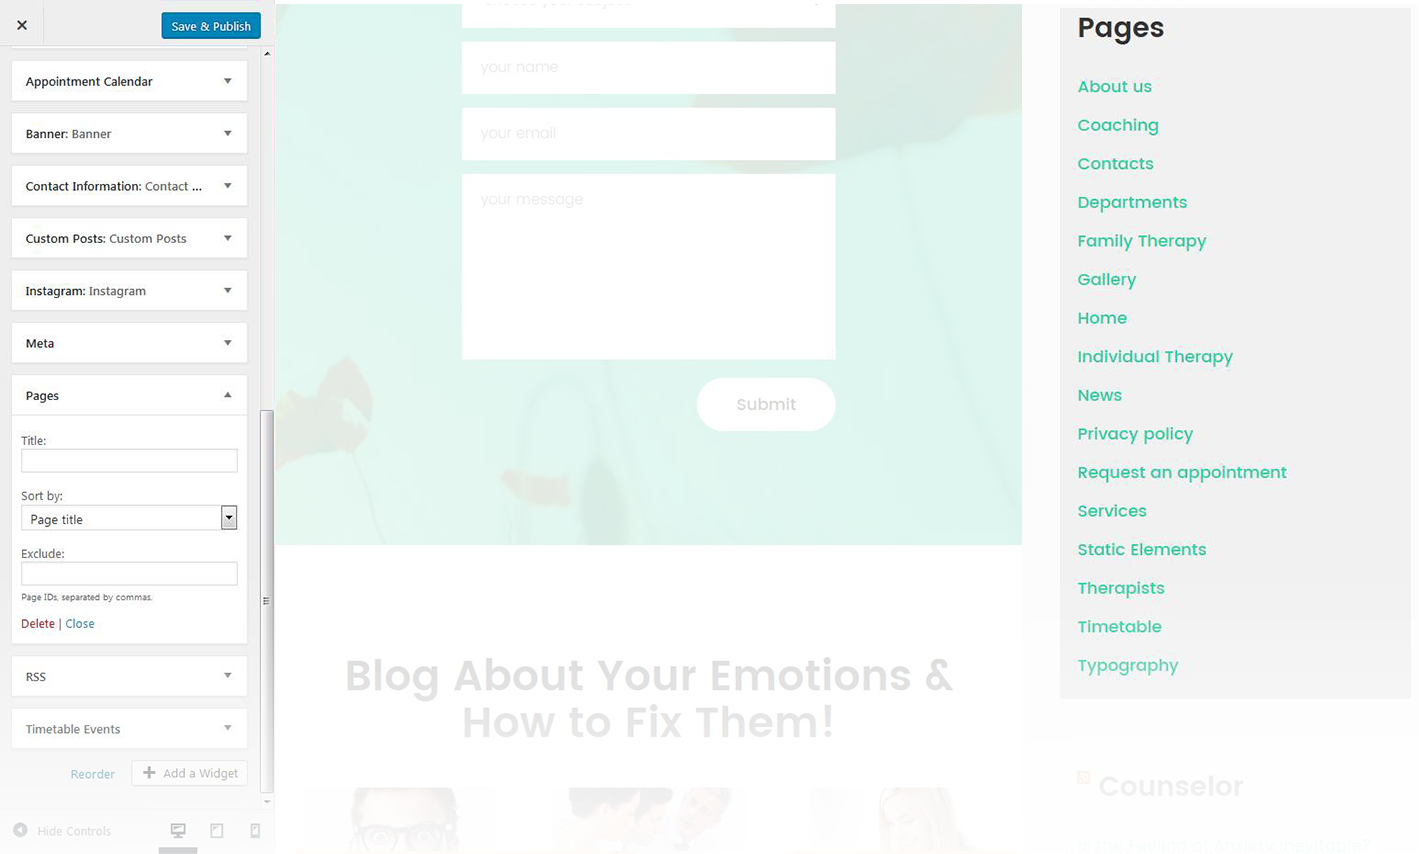 Save & Publish
Appointment Calendar
Banner: Banner
Contact Information: Contact ...
Custom Posts: Custom Posts
Instagram: Instagram
Meta
Pages
Title:
Sort by:
Page title
Exclude:
Page IDs, separated by commas.
Delete | Close
RSS
Timetable Events
Reorder
Add a Widget
Hide Controls
your name
your email
your message
Submit
Blog About Your Emotions &
How to Fix Them!
Pages
About us
Coaching
Contacts
Departments
Family Therapy
Gallery
Home
Individual Therapy
News
Privacy policy
Request an appointment
Services
Static Elements
Therapists
Timetable
Typography
Counselor